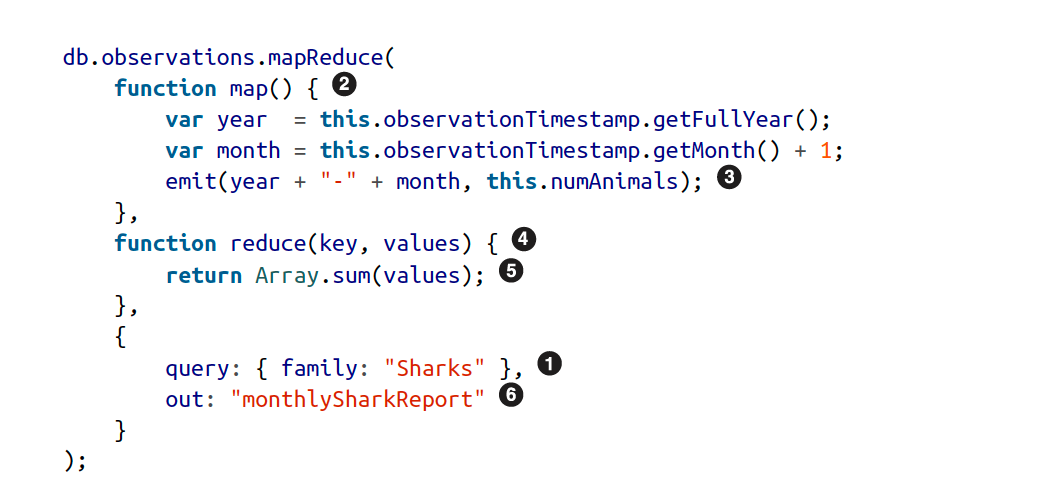 db.observations.mapReduce(
    function map() { ❷
        var year  = this.observationTimestamp.getFullYear();
        var month = this.observationTimestamp.getMonth() + 1;
        emit(year + "-" + month, this.numAnimals); ❸
    },
    function reduce(key, values) { ❹
        return Array.sum(values); ❺
    },
    {
        query: { family: "Sharks" }, ❶
        out: "monthlySharkReport" ❻
    }
);